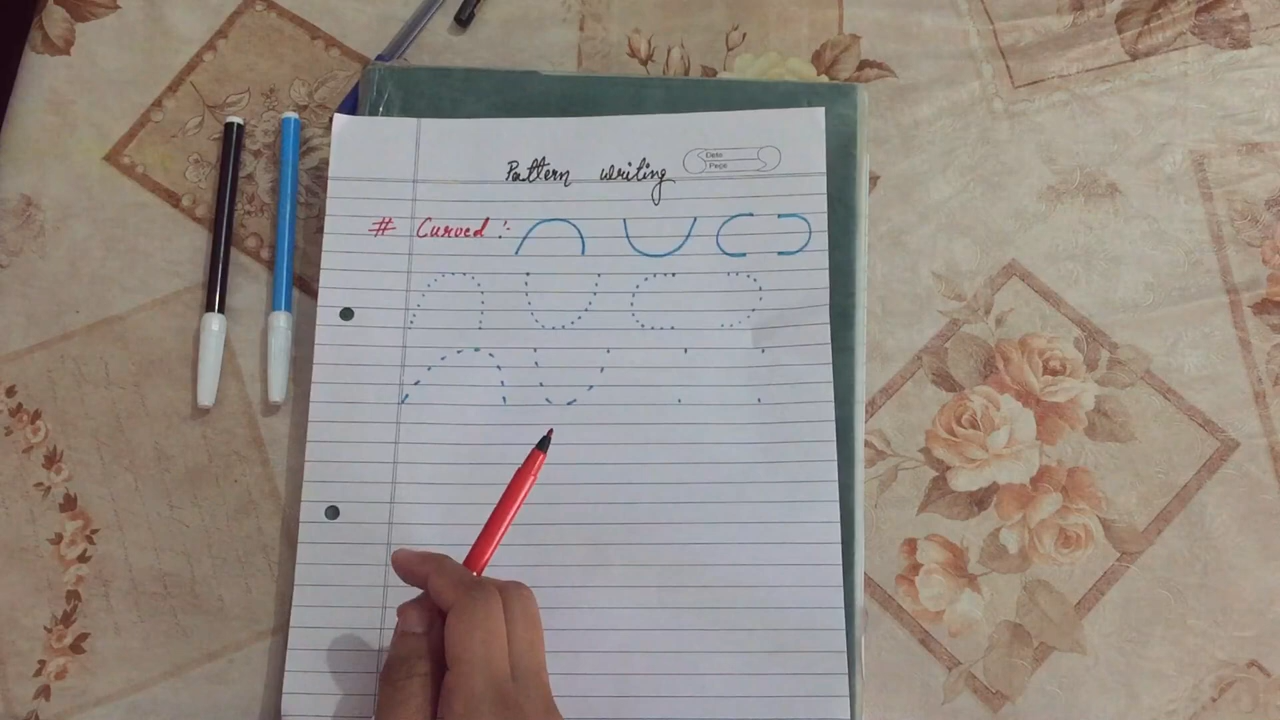 Pattern writing
Date
Page
# Curved :-